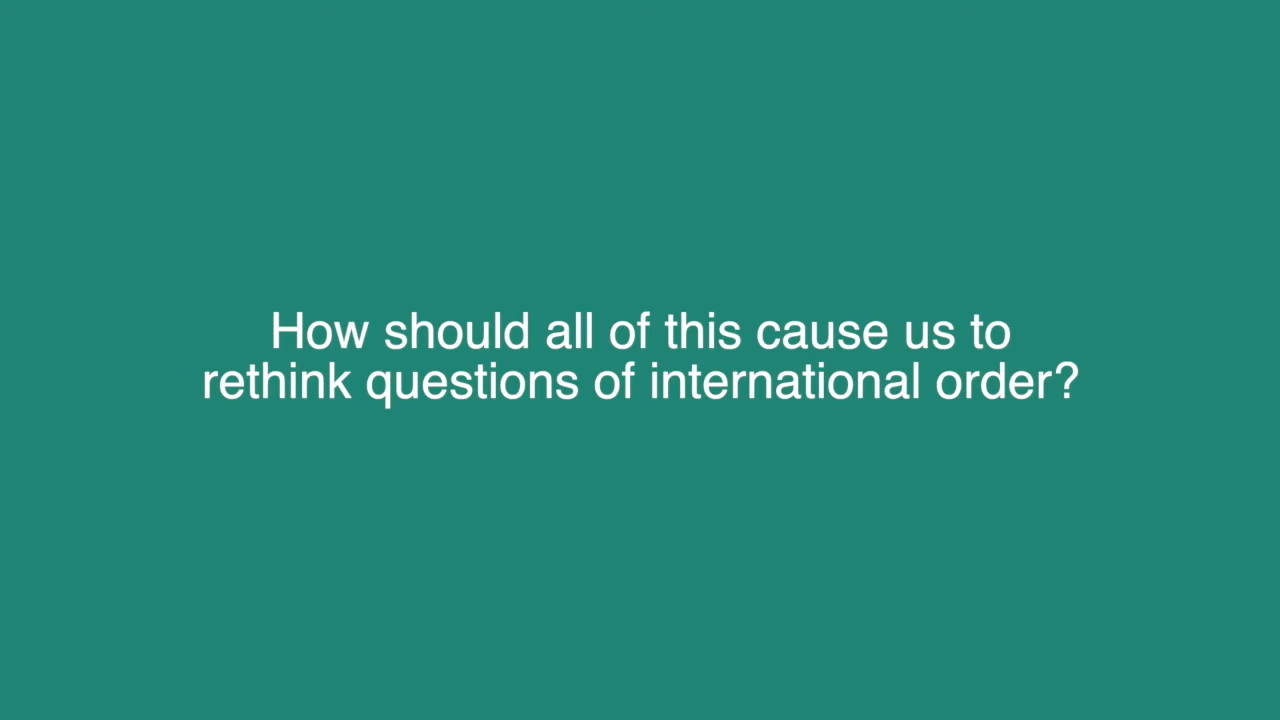 How should all of this cause us to
rethink questions of international order?